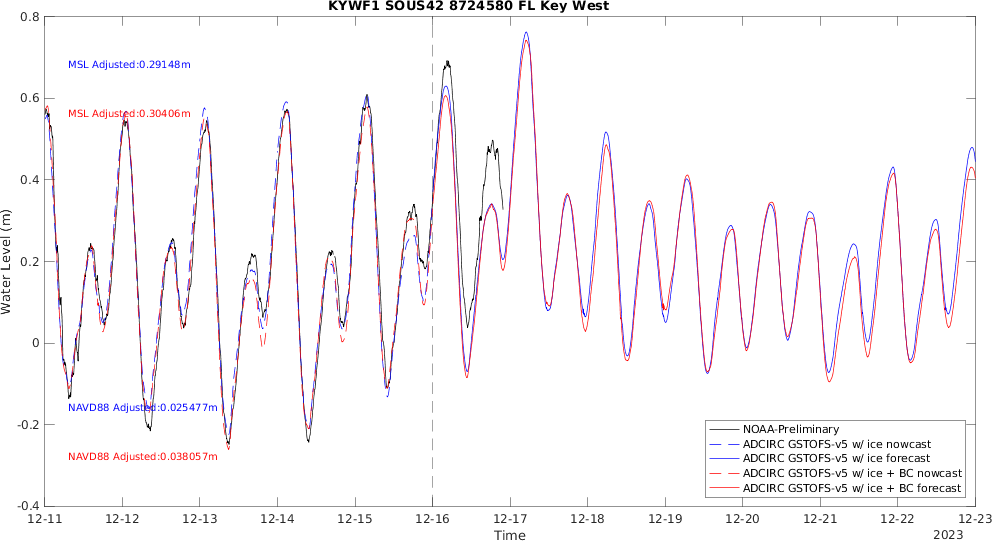 KYWF1 SOUS42 8724580 FL Key West
0.8
0.6
0.4
0.2
0
-0.2
-0.4
Water Level (m)
MSL Adjusted:0.29148m
MSL Adjusted:0.30406m
NAVD88 Adjusted:0.025477m
NAVD88 Adjusted:0.038057m
NOAA-Preliminary
ADCIRC GSTOFS-v5 w/ ice nowcast
ADCIRC GSTOFS-v5 w/ ice forecast
ADCIRC GSTOFS-v5 w/ ice + BC nowcast
ADCIRC GSTOFS-v5 w/ ice + BC forecast
12-11 12-12 12-13 12-14 12-15 12-16 12-17 12-18 12-19 12-20 12-21 12-22 12-23
Time
2023